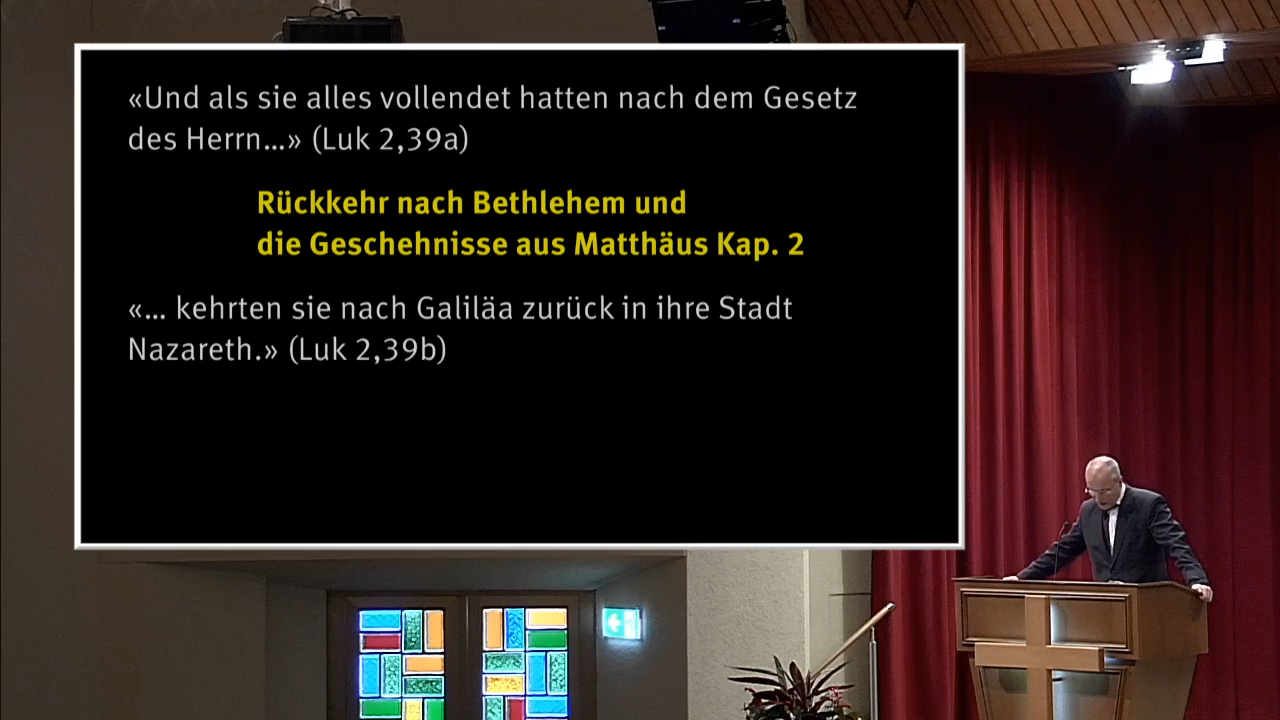 «Und als sie alles vollendet hatten nach dem Gesetz
des Herrn...» (Luk 2,39a)
Rückkehr nach Bethlehem und
die Geschehnisse aus Matthäus Kap. 2
«... kehrten sie nach Galiläa zurück in ihre Stadt
Nazareth.» (Luk 2,39b)